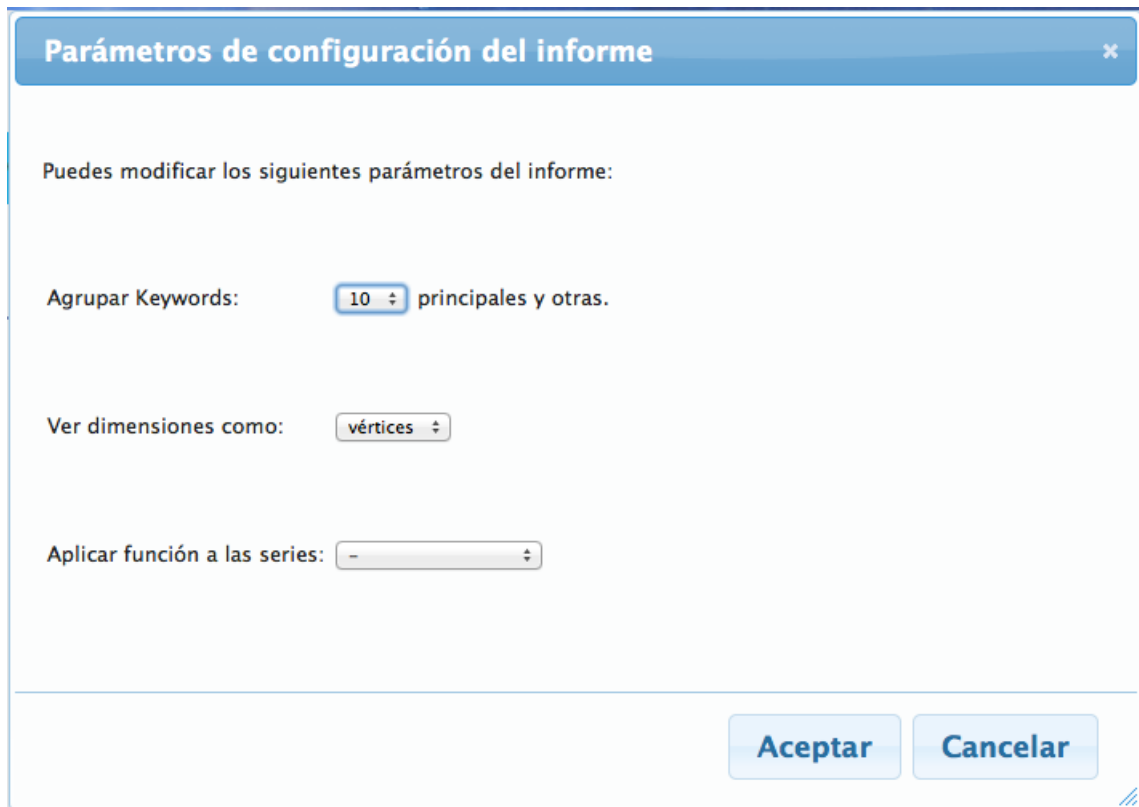 Parámetros de configuración del informe
Puedes modificar los siguientes parámetros del informe:
Agrupar Keywords: 10 principales y otras.
Ver dimensiones como: vértices
Aplicar función a las series: -
Aceptar Cancelar